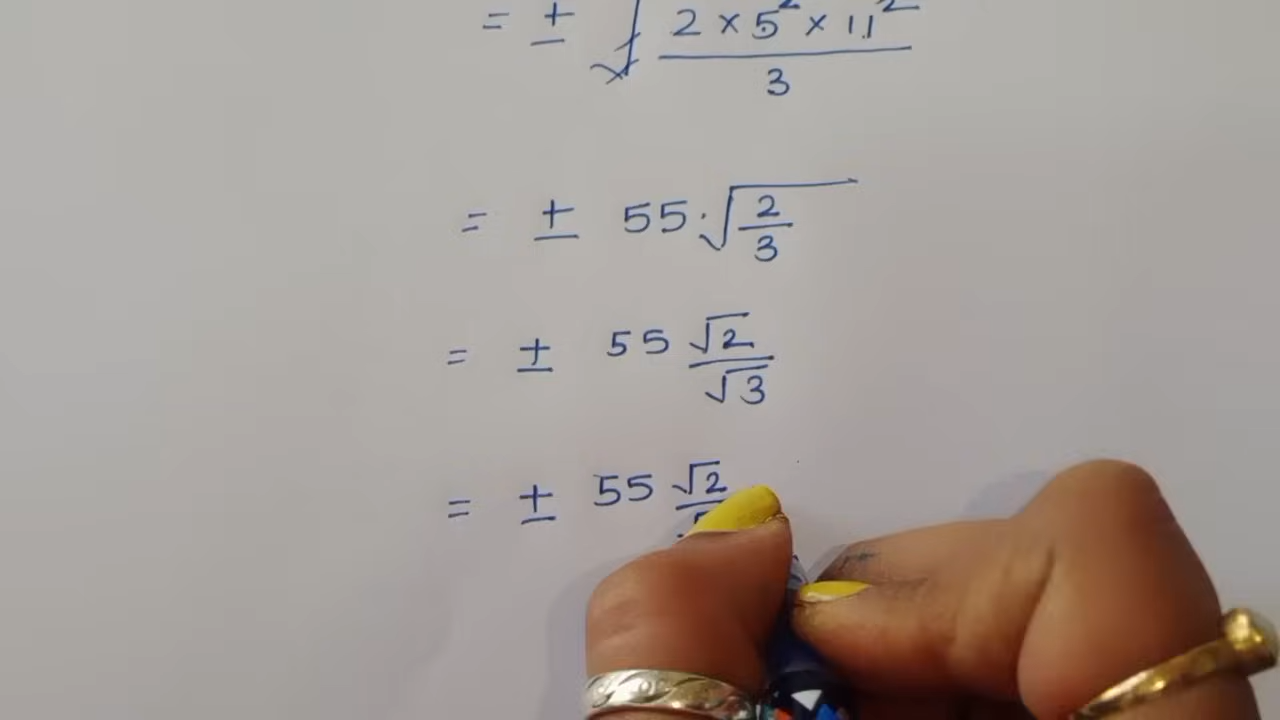 = ± √(2 × 5² × 11² / 3)
= ± 55 · √(2/3)
= ± 55 √2/√3
= ± 55 √2